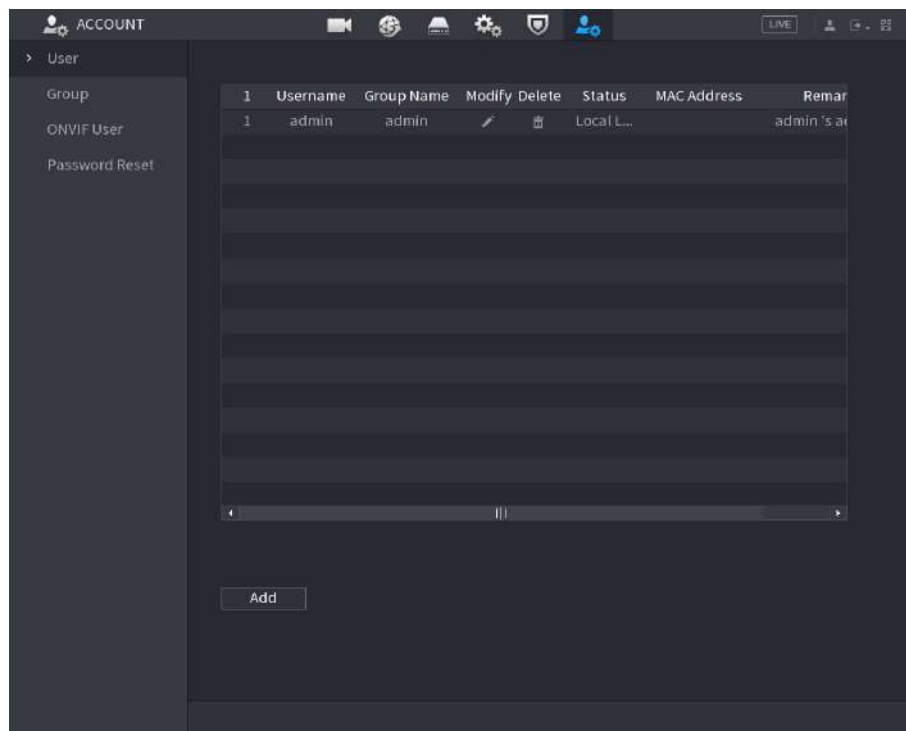 ACCOUNT LIVE
User
Group
ONVIF User
Password Reset
1 Username Group Name Modify Delete Status MAC Address Remar
1 admin admin Local L... admin 's a
Add